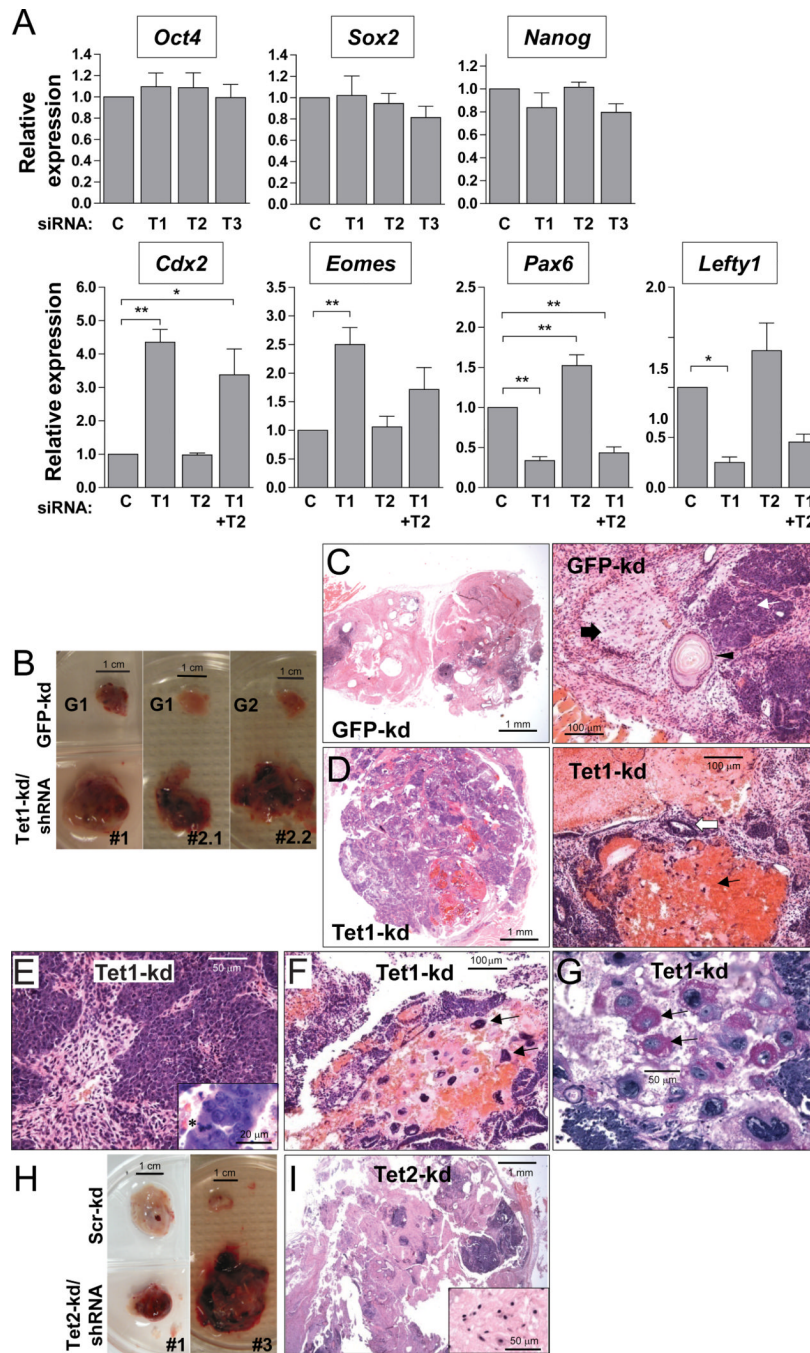 A
Oct4 Sox2 Nanog
Relative expression
1.4 1.2 1.0 0.8 0.6 0.4 0.2 0.0
1.4 1.2 1.0 0.8 0.6 0.4 0.2 0.0
1.2 1.0 0.8 0.6 0.4 0.2 0.0
siRNA: C T1 T2 T3 C T1 T2 T3 C T1 T2 T3
Cdx2 Eomes Pax6 Lefty1
Relative expression
6.0 5.0 4.0 3.0 2.0 1.0 0.0
* **
3.5 3.0 2.5 2.0 1.5 1.0 0.5 0.0
**
2.5 2.0 1.5 1.0 0.5 0.0
** ** **
2.0 1.5 1.0 0.5 0.0
*
siRNA: C T1 T2 T1 +T2 C T1 T2 T1 +T2 C T1 T2 T1 +T2 C T1 T2 T1 +T2
B
GFP-kd
1 cm 1 cm 1 cm
G1 G1 G2
Tet1-kd/
shRNA
#1 #2.1 #2.2
C
GFP-kd
1 mm
GFP-kd
100 μm
D
Tet1-kd
1 mm
Tet1-kd
100 μm
E
Tet1-kd
50 μm
*
20 μm
F
Tet1-kd
100 μm
G
Tet1-kd
50 μm
H
Scr-kd
1 cm 1 cm
Tet2-kd/
shRNA
#1 #3
I
Tet2-kd
1 mm
50 μm